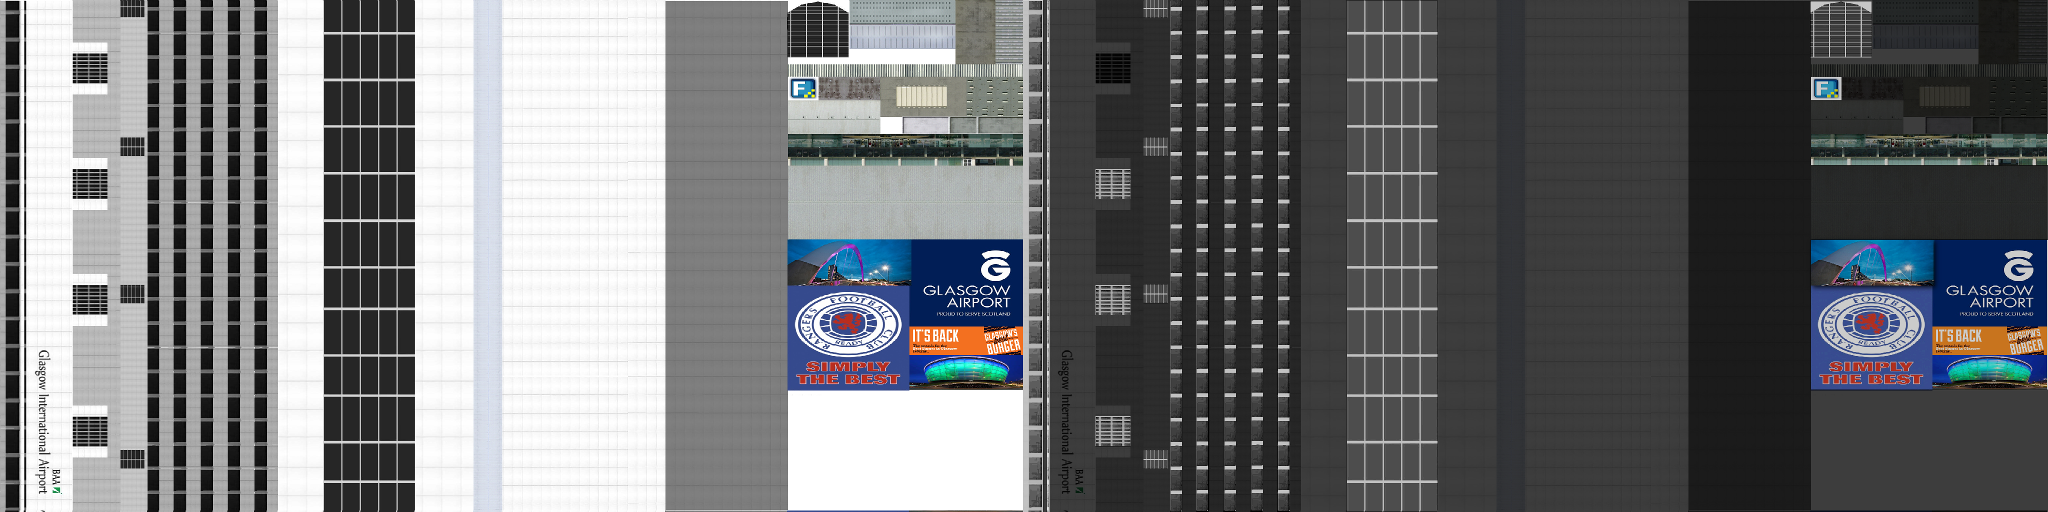 Glasgow International Airport
BAA
F
G
GLASGOW
AIRPORT
PROUD TO SERVE SCOTLAND
RANGERS FOOTBALL CLUB
READY
SIMPLY
THE BEST
IT'S BACK
GLASGOW'S
BURGER
Glasgow International Airport
BAA
F
G
GLASGOW
AIRPORT
PROUD TO SERVE SCOTLAND
RANGERS FOOTBALL CLUB
READY
SIMPLY
THE BEST
IT'S BACK
GLASGOW'S
BURGER